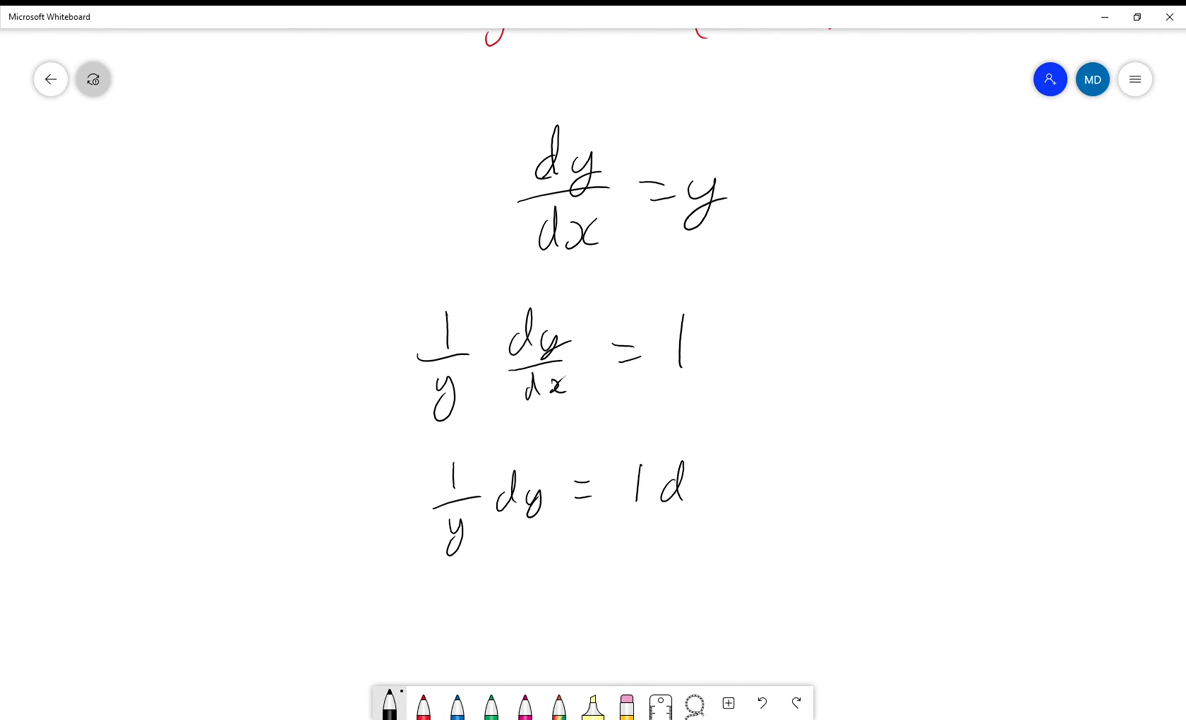 Microsoft Whiteboard
MD
dy/dx = y
1/y dy/dx = 1
1/y dy = 1 d